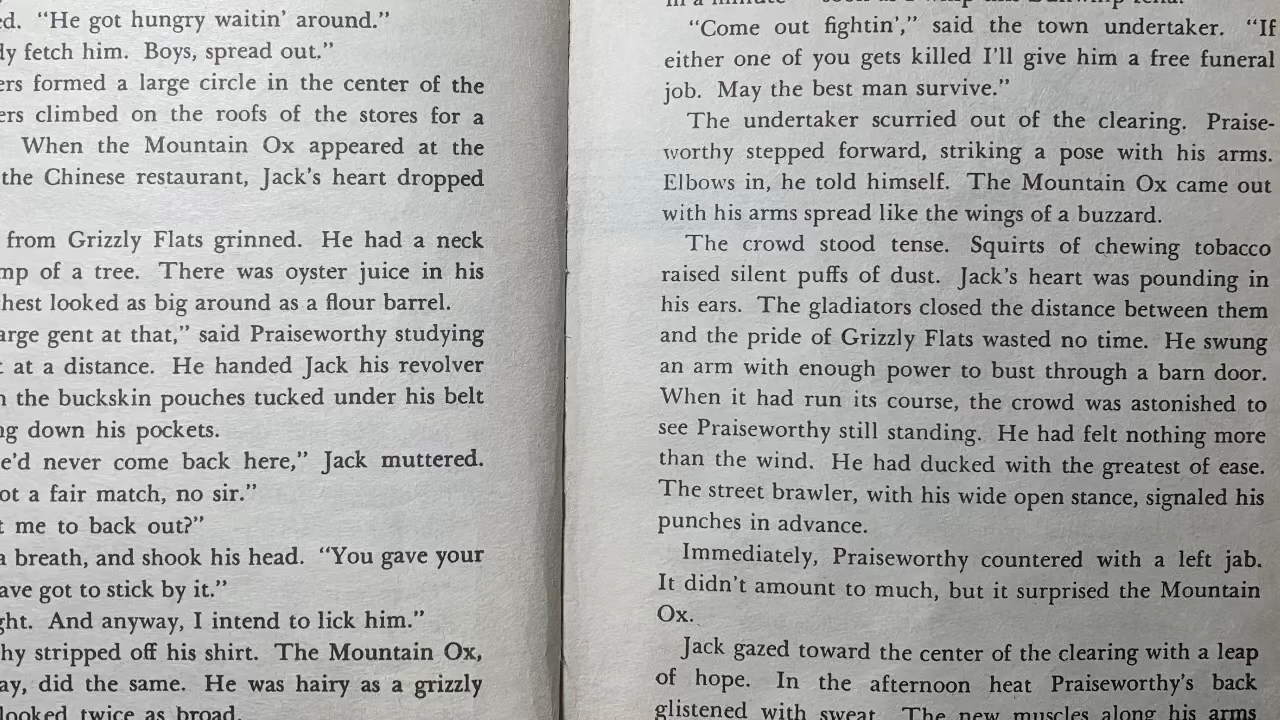 ed. “He got hungry waitin’ around.”
ly fetch him. Boys, spread out.”
ers formed a large circle in the center of the
ers climbed on the roofs of the stores for a
When the Mountain Ox appeared at the
the Chinese restaurant, Jack’s heart dropped
from Grizzly Flats grinned. He had a neck
mp of a tree. There was oyster juice in his
hest looked as big around as a flour barrel.
arge gent at that,” said Praiseworthy studying
t at a distance. He handed Jack his revolver
n the buckskin pouches tucked under his belt
ng down his pockets.
e’d never come back here,” Jack muttered.
ot a fair match, no sir.”
t me to back out?”
a breath, and shook his head. “You gave your
ave got to stick by it.”
ght. And anyway, I intend to lick him.”
hy stripped off his shirt. The Mountain Ox,
ay, did the same. He was hairy as a grizzly
looked twice as broad.
“Come out fightin’,” said the town undertaker. “If
either one of you gets killed I’ll give him a free funeral
job. May the best man survive.”
The undertaker scurried out of the clearing. Praise-
worthy stepped forward, striking a pose with his arms.
Elbows in, he told himself. The Mountain Ox came out
with his arms spread like the wings of a buzzard.
The crowd stood tense. Squirts of chewing tobacco
raised silent puffs of dust. Jack’s heart was pounding in
his ears. The gladiators closed the distance between them
and the pride of Grizzly Flats wasted no time. He swung
an arm with enough power to bust through a barn door.
When it had run its course, the crowd was astonished to
see Praiseworthy still standing. He had felt nothing more
than the wind. He had ducked with the greatest of ease.
The street brawler, with his wide open stance, signaled his
punches in advance.
Immediately, Praiseworthy countered with a left jab.
It didn’t amount to much, but it surprised the Mountain
Ox.
Jack gazed toward the center of the clearing with a leap
of hope. In the afternoon heat Praiseworthy’s back
glistened with sweat. The new muscles along his arms